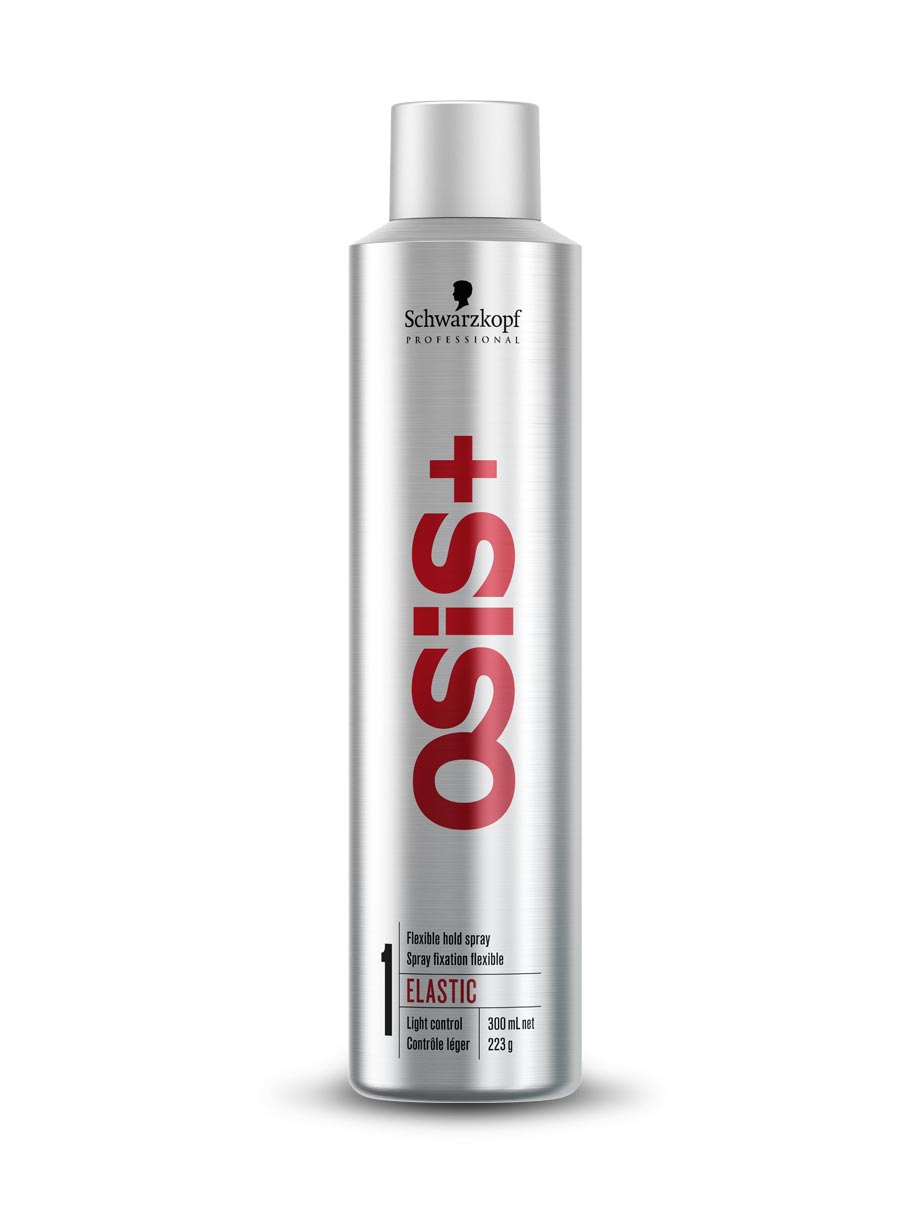 Schwarzkopf
PROFESSIONAL
OSiS+
1
Flexible hold spray
Spray fixation flexible
ELASTIC
Light control
Contrôle léger
300 mL net
223 g